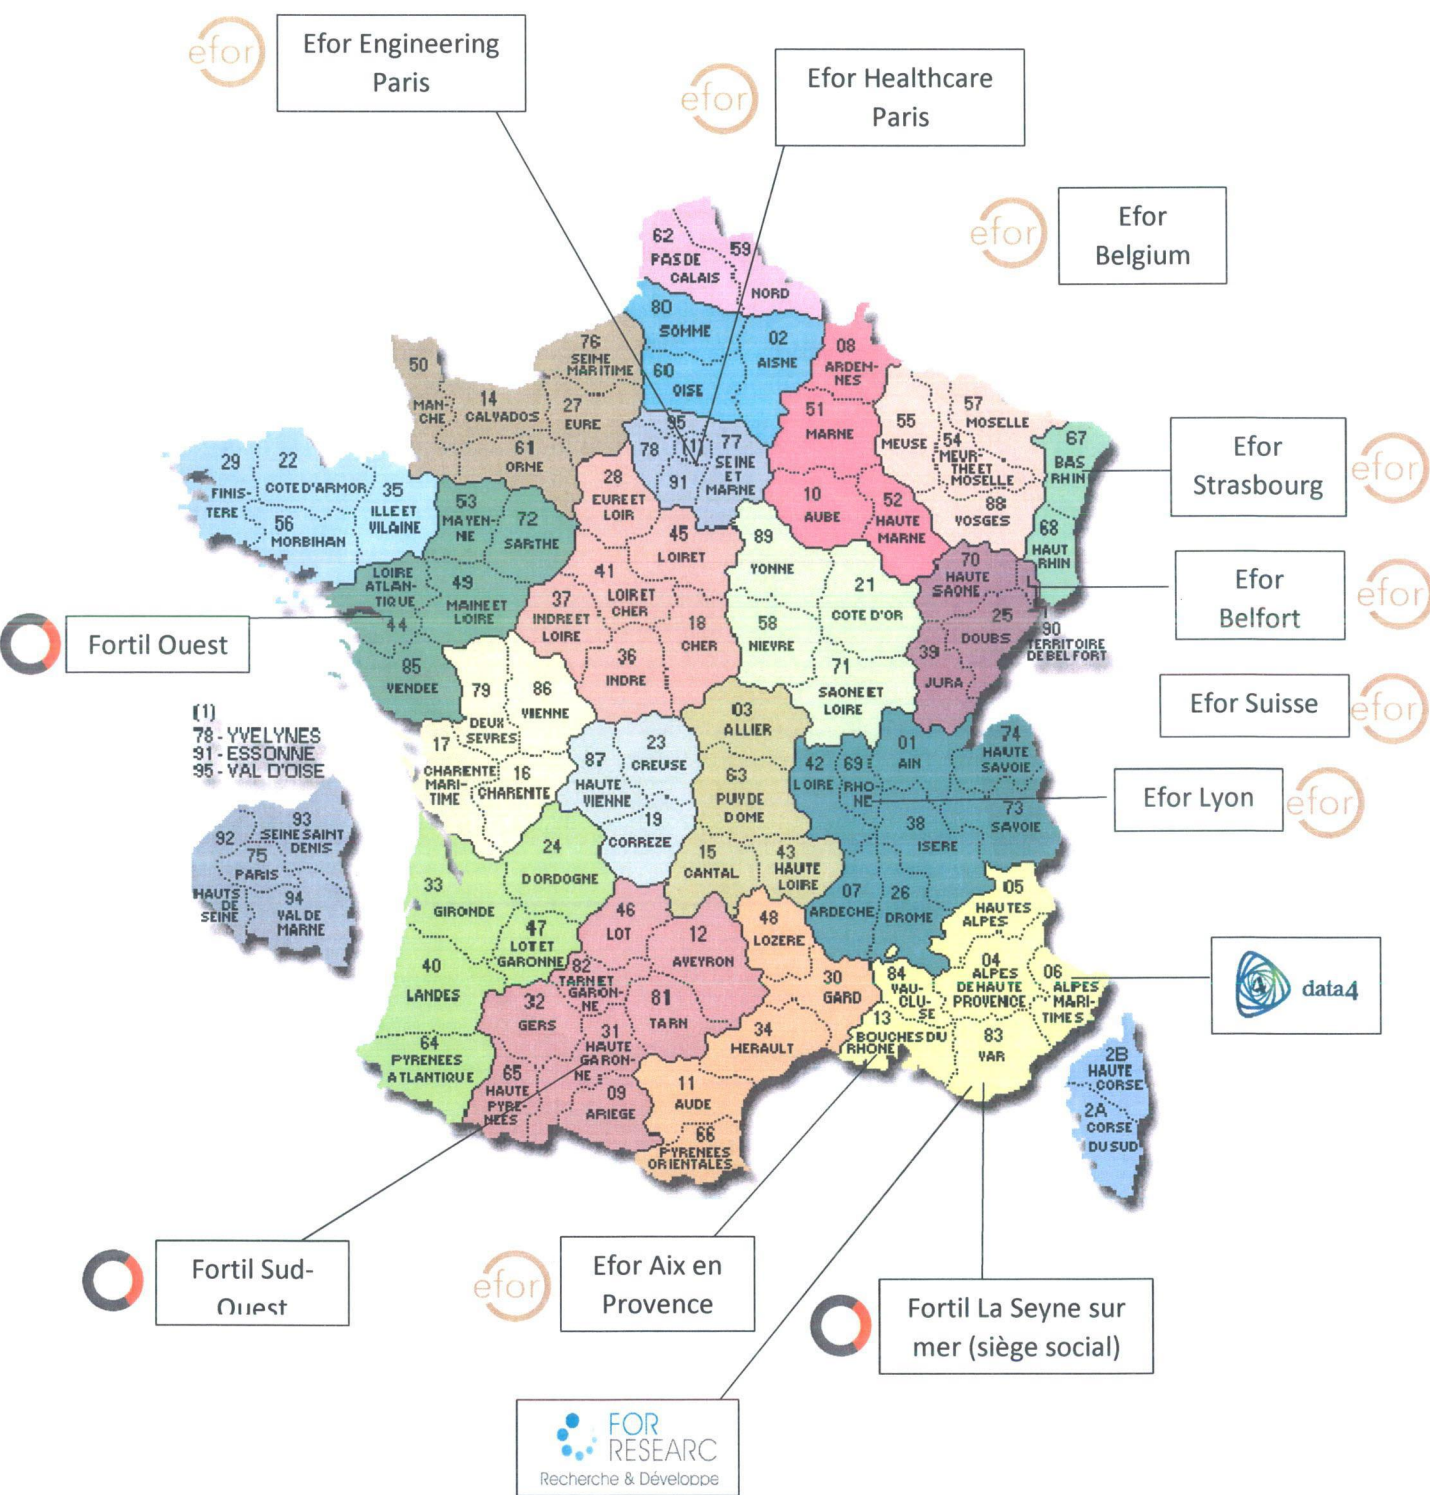 efor
Efor Engineering
Paris
efor
Efor Healthcare
Paris
efor
Efor
Belgium
62
PAS DE
CALAIS
59
NORD
80
SOMME
02
AISNE
60
OISE
76
SEINE
MARITIME
08
ARDEN-
NES
50
MAN-
CHE
14
CALVADOS
27
EURE
61
ORNE
95
78
(1)
91
77
SEINE
ET
MARNE
51
MARNE
10
AUBE
52
HAUTE
MARNE
55
MEUSE
54
MEUR-
THE ET
MOSELLE
57
MOSELLE
88
VOSGES
67
BAS
RHIN
68
HAUT
RHIN
Efor
Strasbourg
efor
29
FINIS-
TERE
22
COTE D'ARMOR
56
MORBIHAN
35
ILLE ET
VILAINE
53
MAYEN-
NE
72
SARTHE
28
EURE ET
LOIR
45
LOIRET
89
YONNE
21
COTE D'OR
70
HAUTE
SAONE
25
DOUBS
39
JURA
90
TERRITOIRE
DE BELFORT
Efor
Belfort
efor
LOIRE
ATLAN-
TIQUE
44
49
MAINE ET
LOIRE
85
VENDEE
41
LOIR ET
CHER
37
INDRE ET
LOIRE
18
CHER
36
INDRE
58
NIEVRE
71
SAONE ET
LOIRE
Fortil Ouest
Efor Suisse
efor
79
DEUX
SEVRES
86
VIENNE
17
CHARENTE
MARI-
TIME
16
CHARENTE
87
HAUTE
VIENNE
23
CREUSE
19
CORREZE
03
ALLIER
63
PUY DE
DOME
15
CANTAL
43
HAUTE
LOIRE
42
LOIRE
69
RHO
NE
01
AIN
74
HAUTE
SAVOIE
73
SAVOIE
38
ISERE
07
ARDECHE
26
DROME
Efor Lyon
efor
(1)
78 - YVELYNES
91 - ESSONNE
95 - VAL D'OISE
92
HAUTS
DE
SEINE
93
SEINE SAINT
DENIS
75
PARIS
94
VAL DE
MARNE
24
DORDOGNE
33
GIRONDE
47
LOT ET
GARONNE
40
LANDES
64
PYRENEES
ATLANTIQUE
46
LOT
12
AVEYRON
82
TARN ET
GARON-
NE
32
GERS
81
TARN
31
HAUTE
GARON-
NE
65
HAUTE
PYRE-
NEES
09
ARIEGE
48
LOZERE
30
GARD
34
HERAULT
11
AUDE
66
PYRENEES
ORIENTALES
05
HAUTES
ALPES
04
ALPES
DE HAUTE
PROVENCE
06
ALPES
MARI-
TIMES
84
VAU-
CLU-
SE
13
BOUCHES DU
RHONE
83
VAR
2B
HAUTE
CORSE
2A
CORSE
DU SUD
4 data4
Fortil Sud-
Ouest
efor
Efor Aix en
Provence
Fortil La Seyne sur
mer (siège social)
FOR
RESEARC
Recherche & Développe